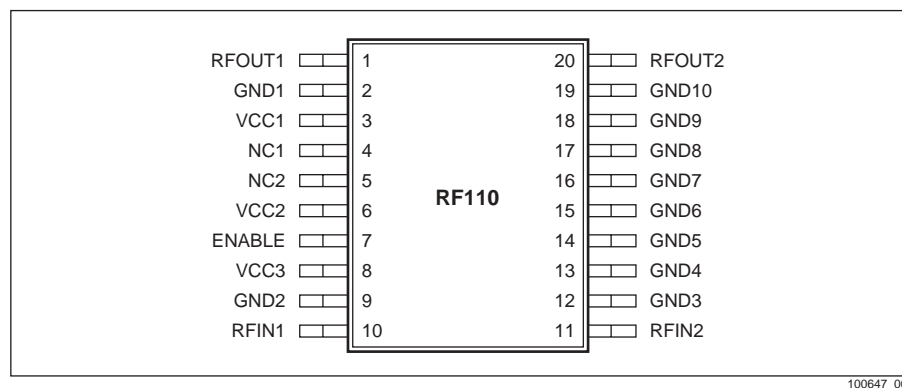 RFOUT1 1 20 RFOUT2
GND1 2 19 GND10
VCC1 3 18 GND9
NC1 4 17 GND8
NC2 5 16 GND7
RF110
VCC2 6 15 GND6
ENABLE 7 14 GND5
VCC3 8 13 GND4
GND2 9 12 GND3
RFIN1 10 11 RFIN2
100647_00